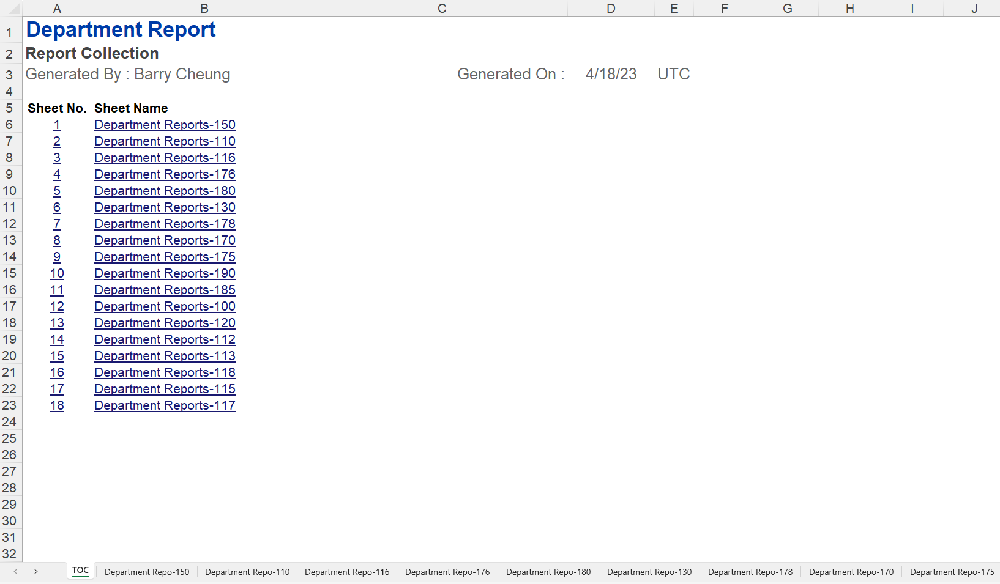 A B C D E F G H I J
1 Department Report
2 Report Collection
3 Generated By : Barry Cheung Generated On : 4/18/23 UTC
4
5 Sheet No. Sheet Name
6 1 Department Reports-150
7 2 Department Reports-110
8 3 Department Reports-116
9 4 Department Reports-176
10 5 Department Reports-180
11 6 Department Reports-130
12 7 Department Reports-178
13 8 Department Reports-170
14 9 Department Reports-175
15 10 Department Reports-190
16 11 Department Reports-185
17 12 Department Reports-100
18 13 Department Reports-120
19 14 Department Reports-112
20 15 Department Reports-113
21 16 Department Reports-118
22 17 Department Reports-115
23 18 Department Reports-117
24
25
26
27
28
29
30
31
32
TOC Department Repo-150 Department Repo-110 Department Repo-116 Department Repo-176 Department Repo-180 Department Repo-130 Department Repo-178 Department Repo-170 Department Repo-175